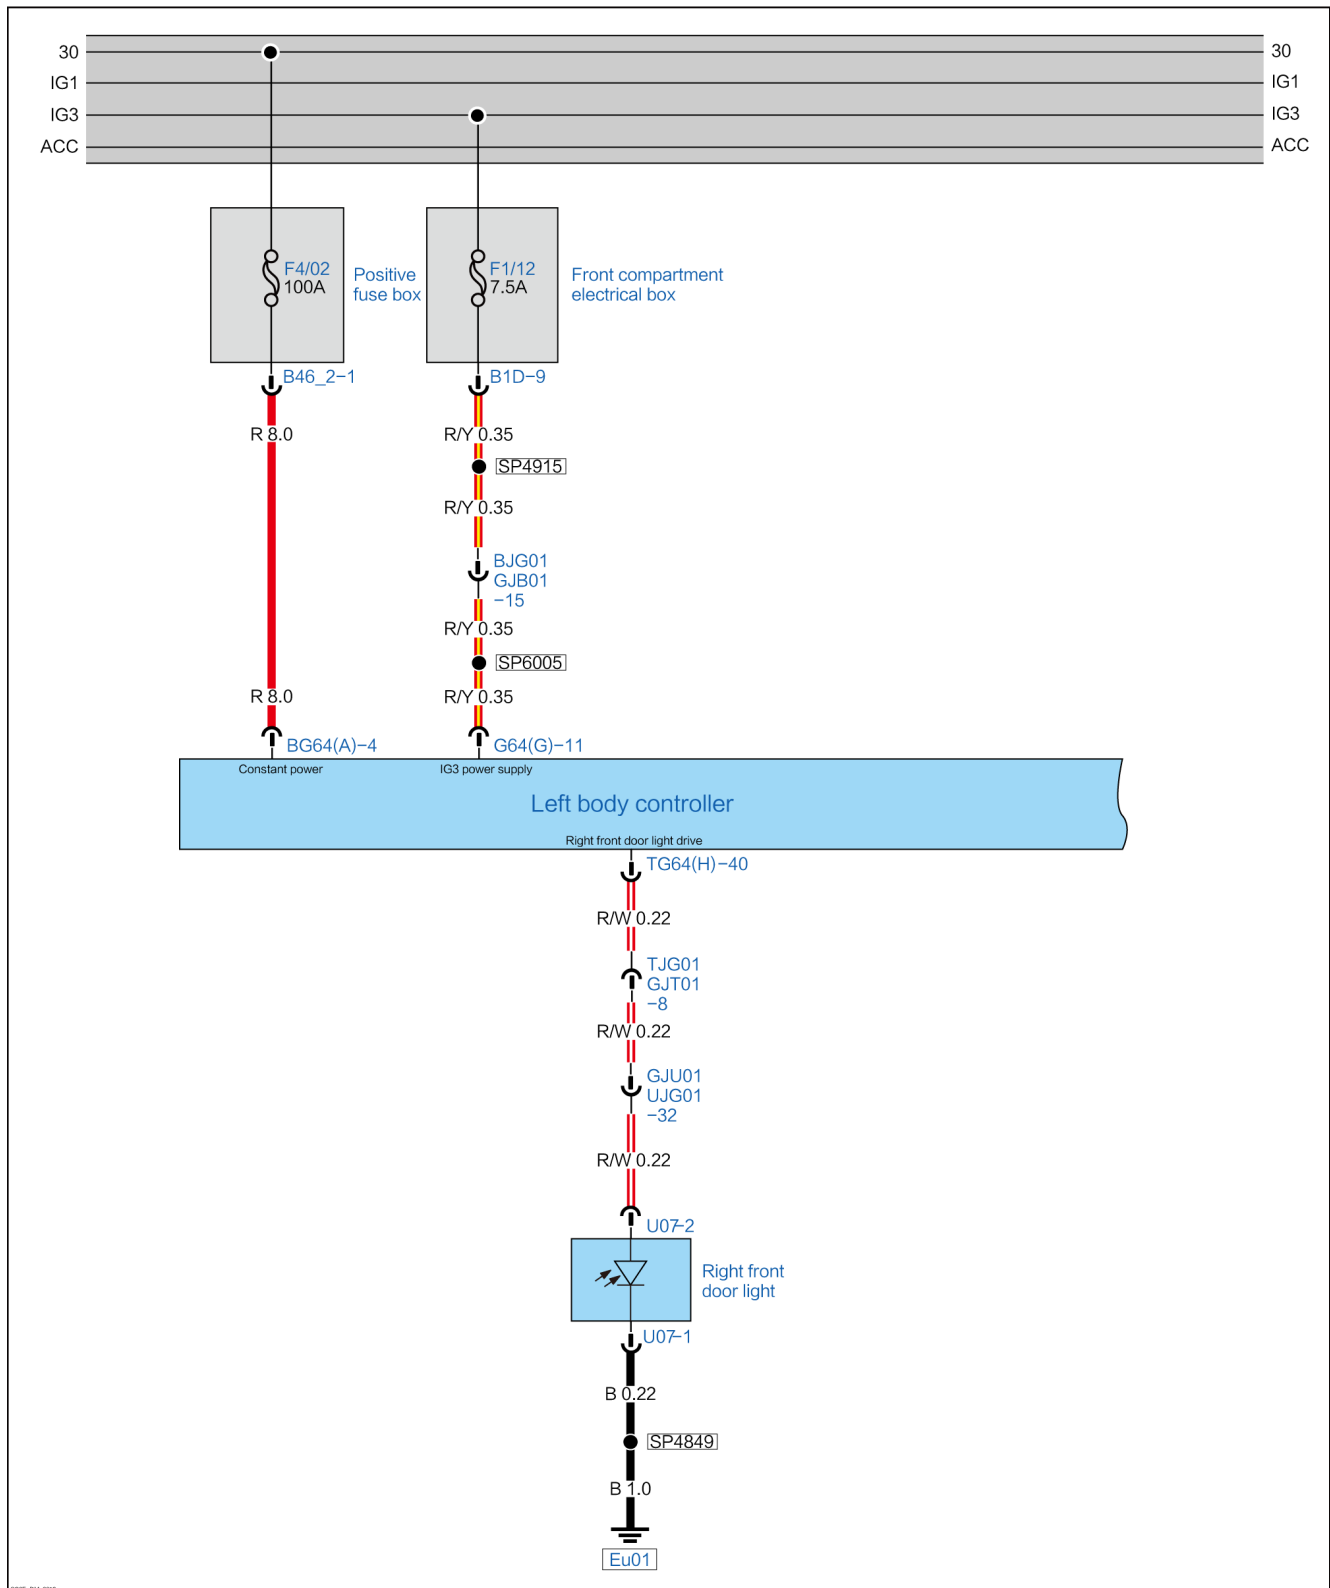 30
30
IG1
IG1
IG3
IG3
ACC
ACC
F4/02
100A
Positive
fuse box
F1/12
7.5A
Front compartment
electrical box
B46_2-1
B1D-9
R 8.0
R/Y 0.35
SP4915
R/Y 0.35
BJG01
GJB01
-15
R/Y 0.35
SP6005
R 8.0
R/Y 0.35
BG64(A)-4
G64(G)-11
Constant power
IG3 power supply
Left body controller
Right front door light drive
TG64(H)-40
R/W 0.22
TJG01
GJT01
-8
R/W 0.22
GJU01
UJG01
-32
R/W 0.22
U07-2
Right front
door light
U07-1
B 0.22
SP4849
B 1.0
Eu01